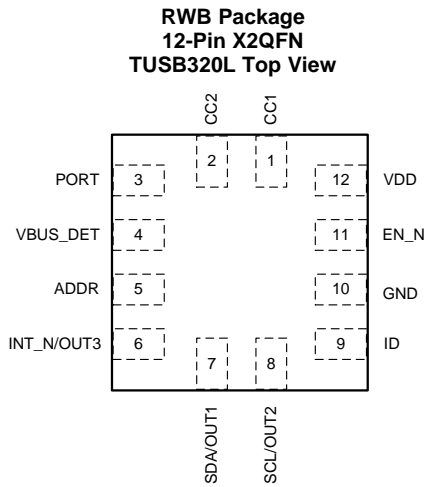 RWB Package
12-Pin X2QFN
TUSB320L Top View
CC2
CC1
2
1
PORT
3
12
VDD
VBUS_DET
4
11
EN_N
ADDR
5
10
GND
INT_N/OUT3
6
9
ID
7
8
SDA/OUT1
SCL/OUT2